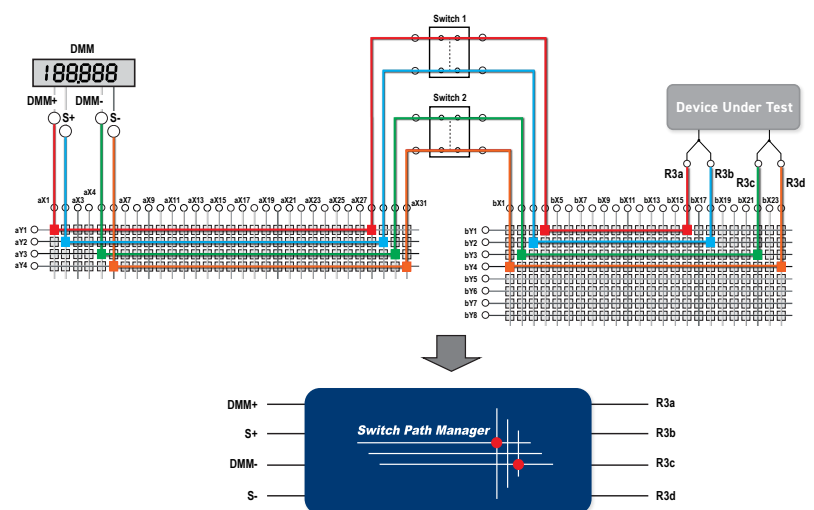 Switch 1
DMM
188.888
DMM+
DMM-
S+
S-
Switch 2
Device Under Test
R3a
R3b
R3c
R3d
aX1
aX3
aX4
aX7
aX9
aX11
aX13
aX15
aX17
aX19
aX21
aX23
aX25
aX27
aX31
bX1
bX5
bX7
bX9
bX11
bX13
bX15
bX17
bX19
bX21
bX23
aY1
aY2
aY3
aY4
bY1
bY2
bY3
bY4
bY5
bY6
bY7
bY8
DMM+
S+
DMM-
S-
Switch Path Manager
R3a
R3b
R3c
R3d